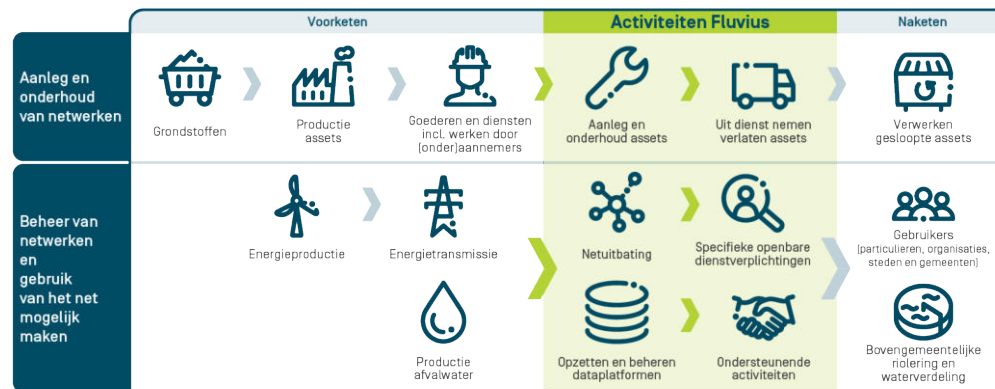 Voorketen
Activiteiten Fluvius
Naketen
Aanleg en
onderhoud
van netwerken
Grondstoffen
Productie
assets
Goederen en diensten
incl. werken door
(onder)aannemers
Aanleg en
onderhoud assets
Uit dienst nemen
verlaten assets
Verwerken
gesloopte assets
Beheer van
netwerken
en
gebruik
van het net
mogelijk
maken
Energieproductie
Energietransmissie
Netuitbating
Specifieke openbare
dienstverplichtingen
Gebruikers
(particulieren, organisaties,
steden en gemeenten)
Productie
afvalwater
Opzetten en beheren
dataplatformen
Ondersteunende
activiteiten
Bovengemeentelijke
riolering en
waterverdeling